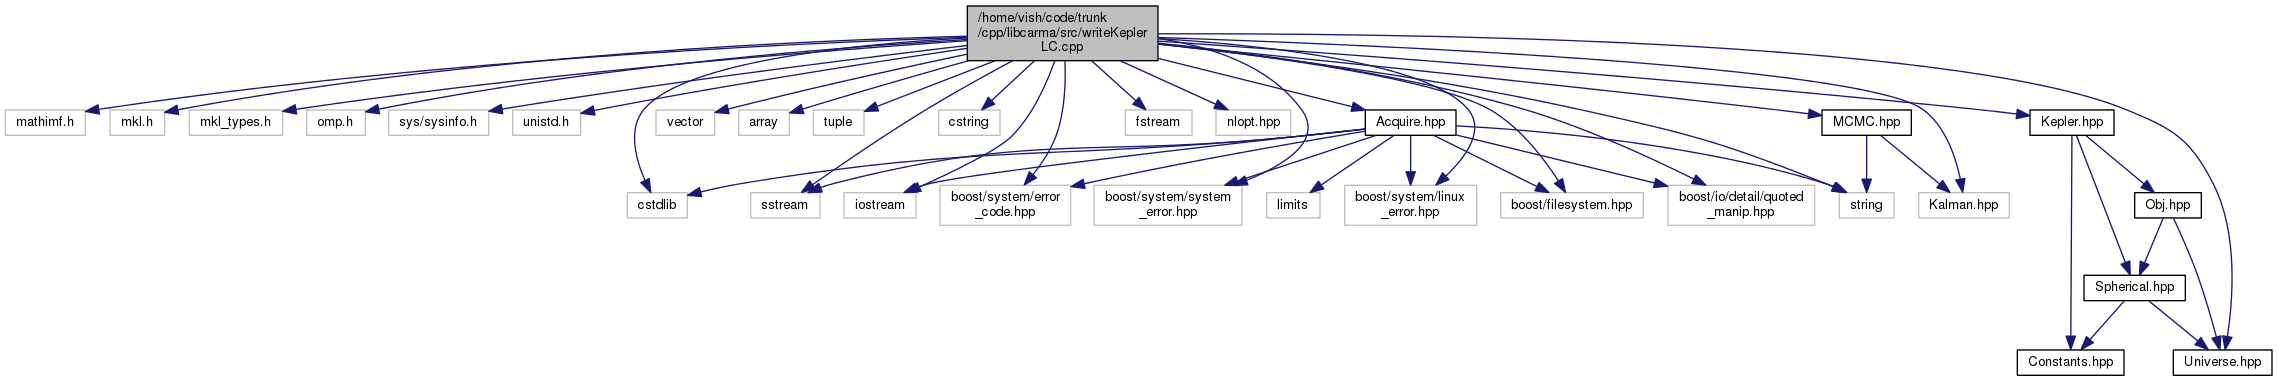 /home/vish/code/trunk
/cpp/libcarma/src/writeKepler
LC.cpp
mathimf.h
mkl.h
mkl_types.h
omp.h
sys/sysinfo.h
unistd.h
vector
array
tuple
cstring
fstream
nlopt.hpp
Acquire.hpp
MCMC.hpp
Kepler.hpp
cstdlib
sstream
iostream
boost/system/error
_code.hpp
boost/system/system
_error.hpp
limits
boost/system/linux
_error.hpp
boost/filesystem.hpp
boost/io/detail/quoted
_manip.hpp
string
Kalman.hpp
Obj.hpp
Spherical.hpp
Constants.hpp
Universe.hpp